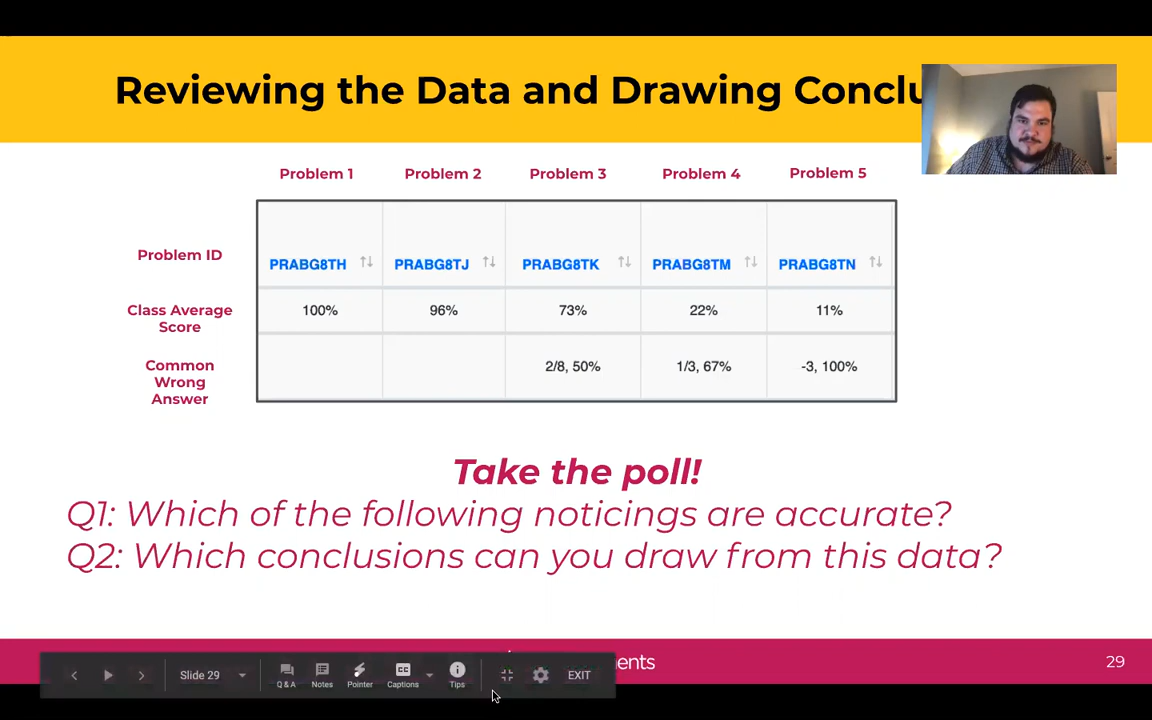 Reviewing the Data and Drawing Conclu
Problem 1 Problem 2 Problem 3 Problem 4 Problem 5
Problem ID PRABG8TH PRABG8TJ PRABG8TK PRABG8TM PRABG8TN
Class Average
Score
100% 96% 73% 22% 11%
Common
Wrong
Answer
2/8, 50% 1/3, 67% -3, 100%
Take the poll!
Q1: Which of the following noticings are accurate?
Q2: Which conclusions can you draw from this data?
ments
29
Slide 29
Q & A Notes Pointer Captions Tips
EXIT